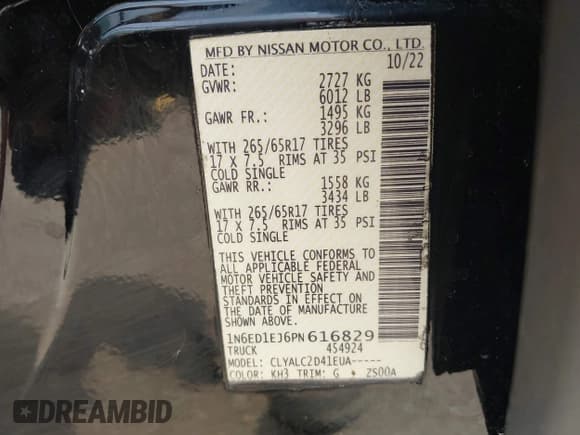 MFD BY NISSAN MOTOR CO., LTD.
DATE: 10/22
GVWR: 2727 KG
6012 LB
GAWR FR.: 1495 KG
3296 LB
WITH 265/65R17 TIRES
17 X 7.5 RIMS AT 35 PSI
COLD SINGLE
GAWR RR.: 1558 KG
3434 LB
WITH 265/65R17 TIRES
17 X 7.5 RIMS AT 35 PSI
COLD SINGLE
THIS VEHICLE CONFORMS TO
ALL APPLICABLE FEDERAL
MOTOR VEHICLE SAFETY AND
THEFT PREVENTION
STANDARDS IN EFFECT ON
THE DATE OF MANUFACTURE
SHOWN ABOVE.
1N6ED1EJ6PN616829
TRUCK 454924
MODEL: CLYALC2D41EUA-----
COLOR: KH3 TRIM: G * ZS00A
DREAMBID